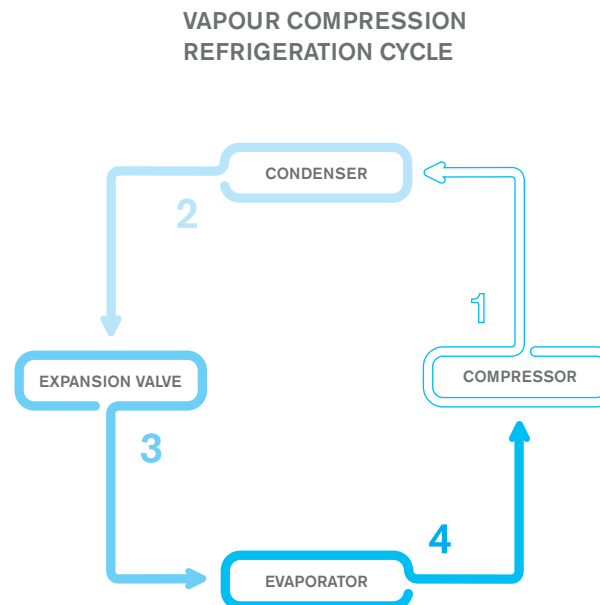 VAPOUR COMPRESSION
REFRIGERATION CYCLE
CONDENSER
2
1
EXPANSION VALVE
COMPRESSOR
3
4
EVAPORATOR